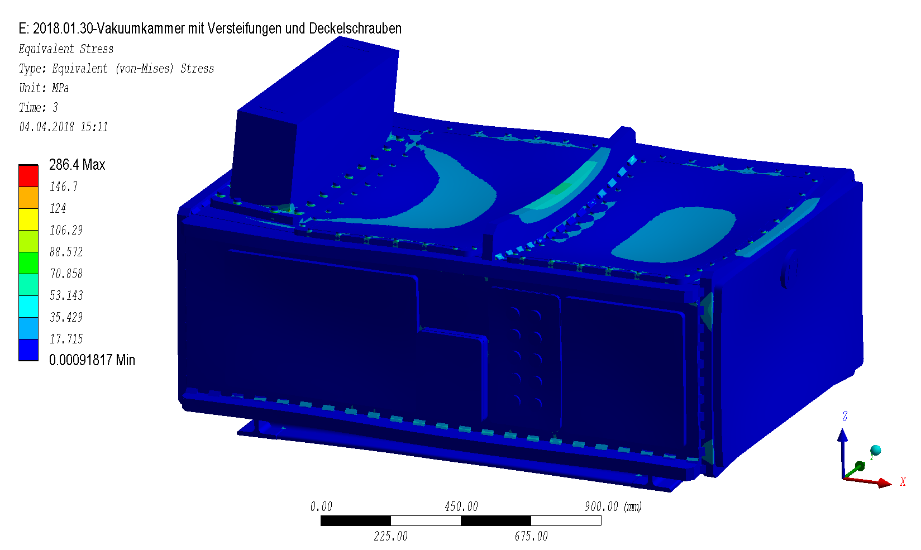 E: 2018.01.30-Vakuumkammer mit Versteifungen und Deckelschrauben
Equivalent Stress
Type: Equivalent (von-Mises) Stress
Unit: MPa
Time: 3
04.04.2018 15:11
286.4 Max
146.7
124
106.29
88.572
70.858
53.143
35.429
17.715
0.00091817 Min
Z
X
0.00 450.00 900.00 (mm)
225.00 675.00